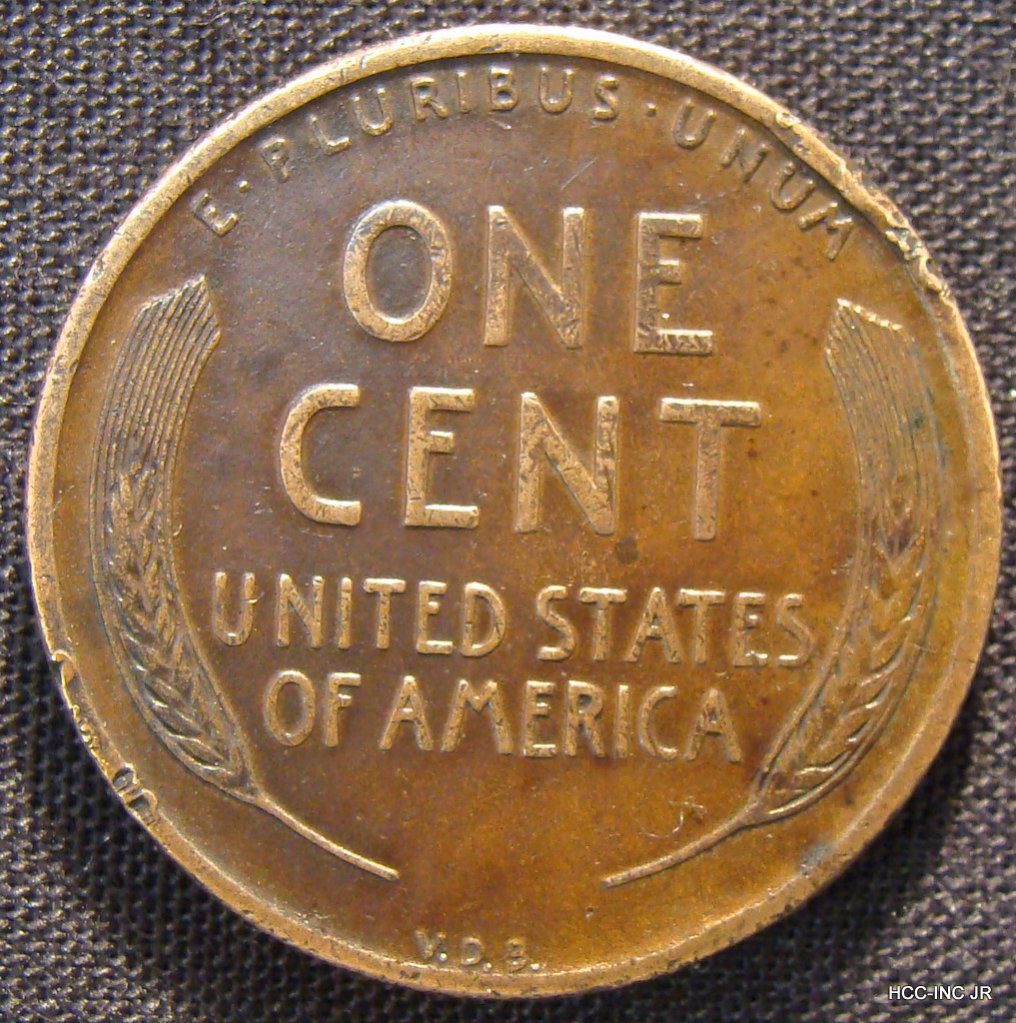 E · PLURIBUS · UNUM
ONE
CENT
UNITED STATES
OF AMERICA
V.D.B.
HCC-INC JR